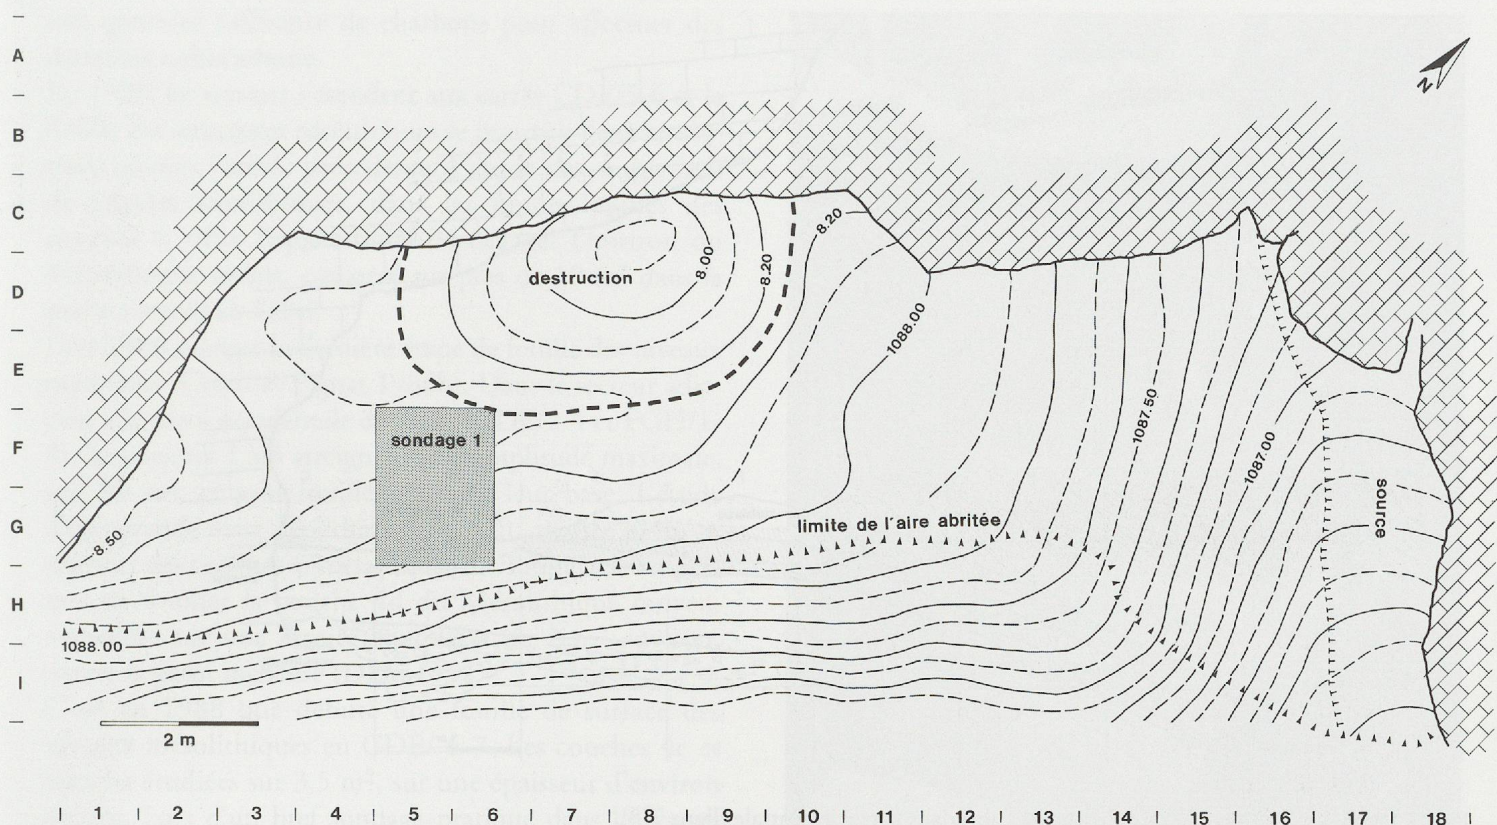 A
N
B
C
8.20
8.00
8.20
destruction
D
1088.00
E
sondage 1
F
1087.50
1087.00
source
limite de l'aire abritée
G
8.50
H
1088.00
I
2 m
1 2 3 4 5 6 7 8 9 10 11 12 13 14 15 16 17 18